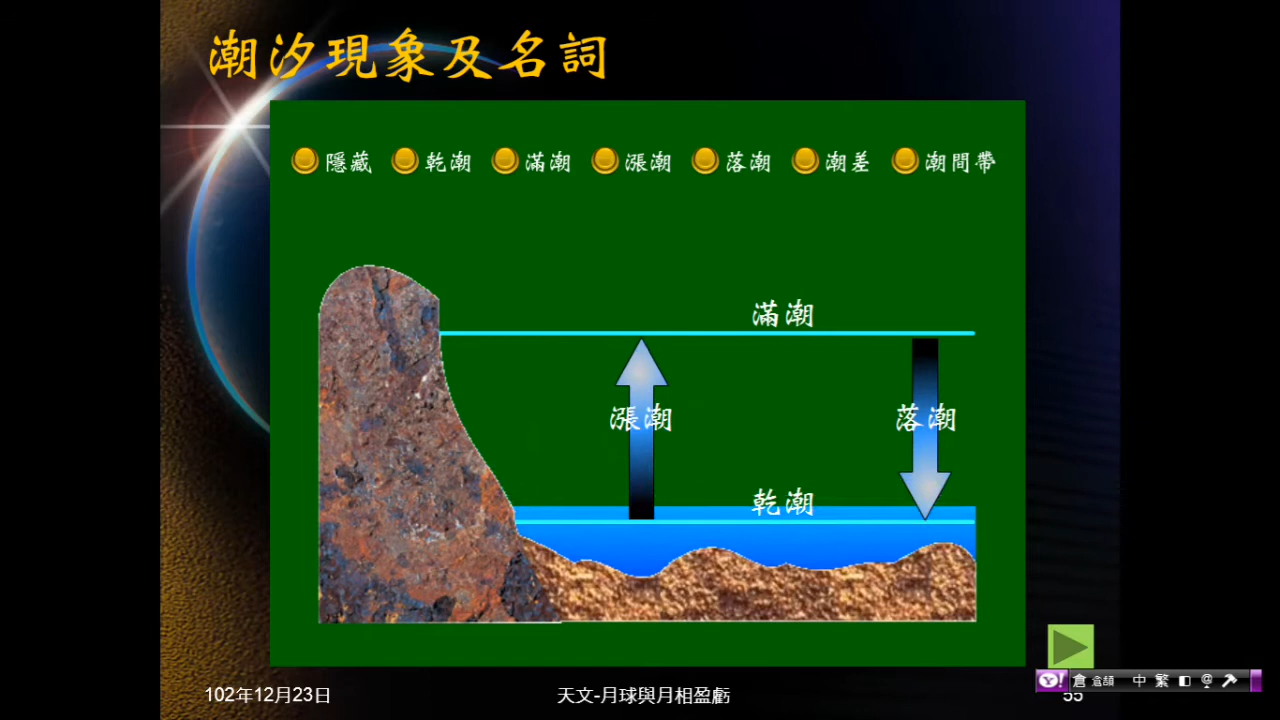 潮汐現象及名詞
隱藏 乾潮 滿潮 漲潮 落潮 潮差 潮間帶
滿潮
漲潮 落潮
乾潮
102年12月23日 天文-月球與月相盈虧 55
Y! 倉 倉頡 中 繁